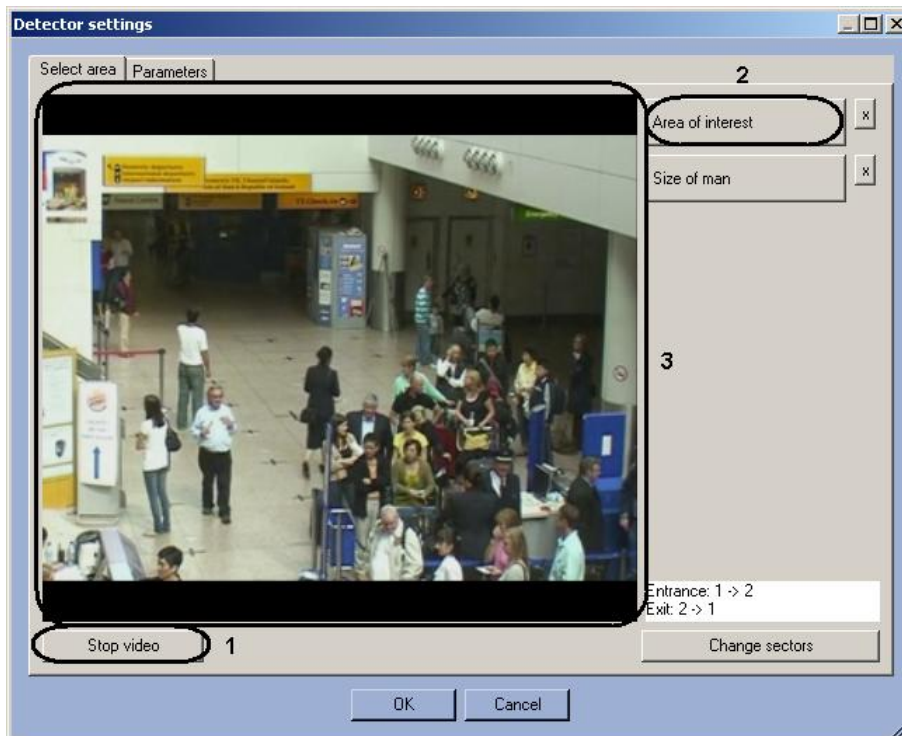 Detector settings
Select area
Parameters
2
Area of interest
x
Size of man
x
3
Entrance: 1 -> 2
Exit: 2 -> 1
Stop video
1
Change sectors
OK
Cancel